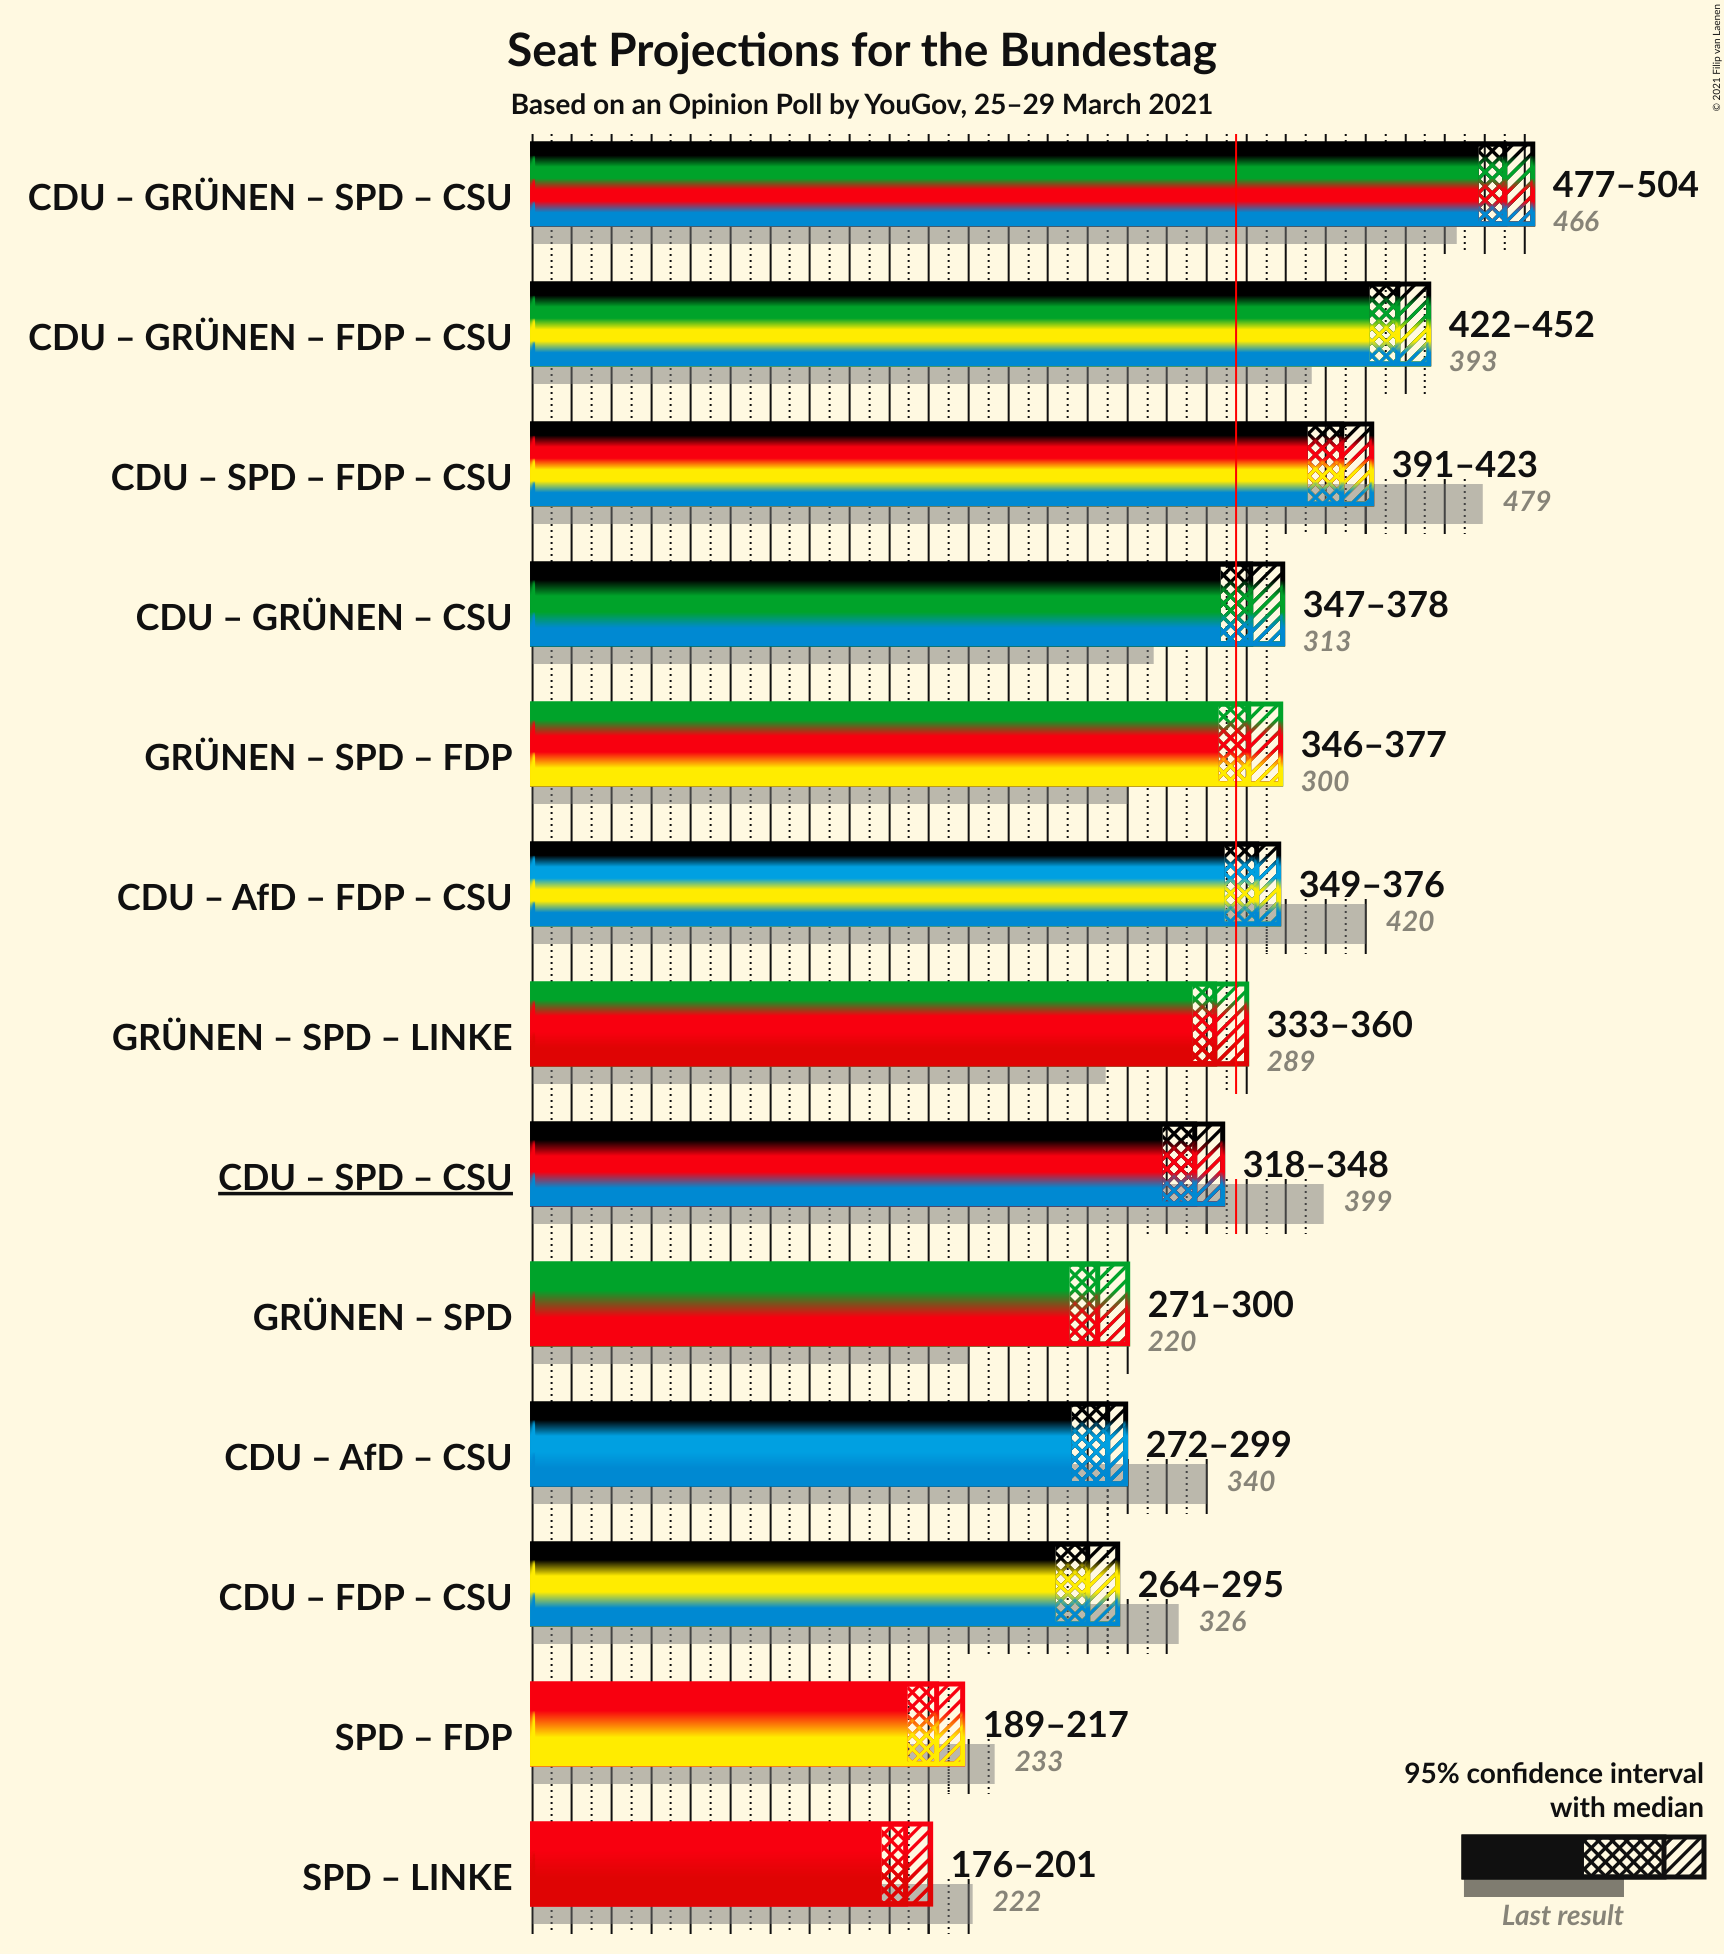 Seat Projections for the Bundestag
Based on an Opinion Poll by YouGov, 25–29 March 2021
© 2021 Filip van Laenen
CDU – GRÜNEN – SPD – CSU
477–504
466
CDU – GRÜNEN – FDP – CSU
422–452
393
CDU – SPD – FDP – CSU
391–423
479
CDU – GRÜNEN – CSU
347–378
313
GRÜNEN – SPD – FDP
346–377
300
CDU – AfD – FDP – CSU
349–376
420
GRÜNEN – SPD – LINKE
333–360
289
CDU – SPD – CSU
318–348
399
GRÜNEN – SPD
271–300
220
CDU – AfD – CSU
272–299
340
CDU – FDP – CSU
264–295
326
SPD – FDP
189–217
233
SPD – LINKE
176–201
222
95% confidence interval
with median
Last result